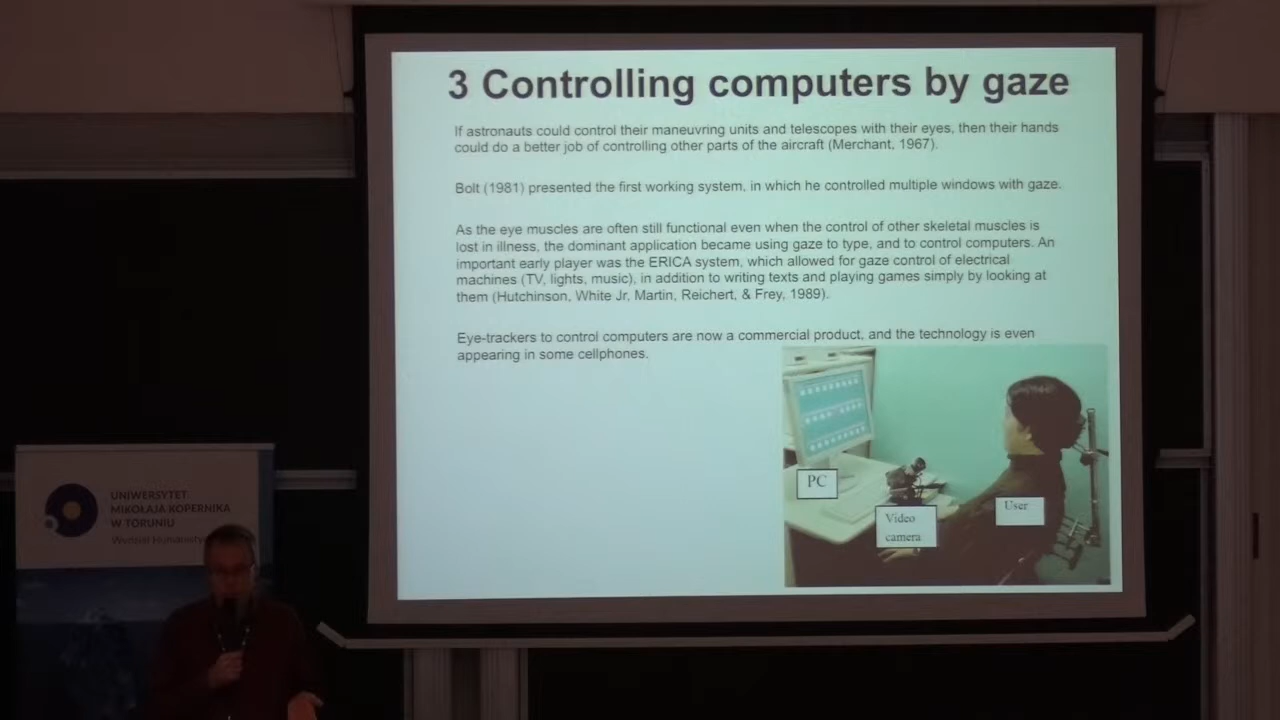 3 Controlling computers by gaze
If astronauts could control their maneuvring units and telescopes with their eyes, then their hands
could do a better job of controlling other parts of the aircraft (Merchant, 1967).
Bolt (1981) presented the first working system, in which he controlled multiple windows with gaze.
As the eye muscles are often still functional even when the control of other skeletal muscles is
lost in illness, the dominant application became using gaze to type, and to control computers. An
important early player was the ERICA system, which allowed for gaze control of electrical
machines (TV, lights, music), in addition to writing texts and playing games simply by looking at
them (Hutchinson, White Jr, Martin, Reichert, & Frey, 1989).
Eye-trackers to control computers are now a commercial product, and the technology is even
appearing in some cellphones.
PC
Video
camera
User
UNIWERSYTET
MIKOŁAJA KOPERNIKA
W TORUNIU
Wydział